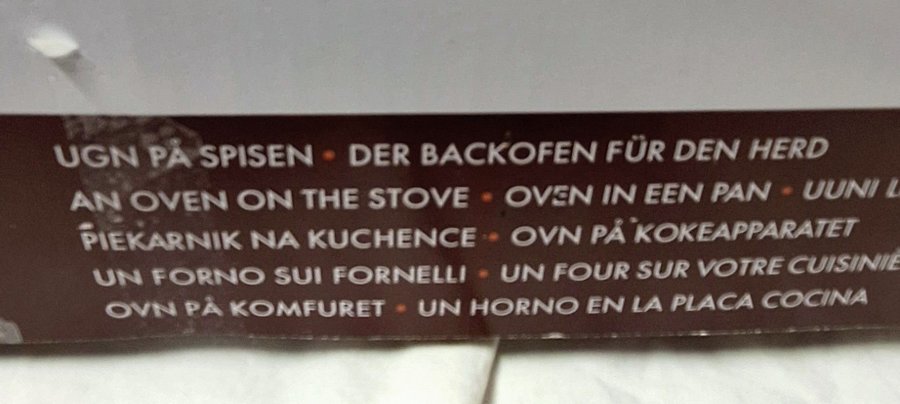 UGN PÅ SPISEN • DER BACKOFEN FÜR DEN HERD
AN OVEN ON THE STOVE • OVEN IN EEN PAN • UUNI
PIEKARNIK NA KUCHENCE • OVN PÅ KOKEAPPARATET
UN FORNO SUI FORNELLI • UN FOUR SUR VOTRE
OVN PÅ KOMFURET • UN HORNO EN LA PLACA COCINA